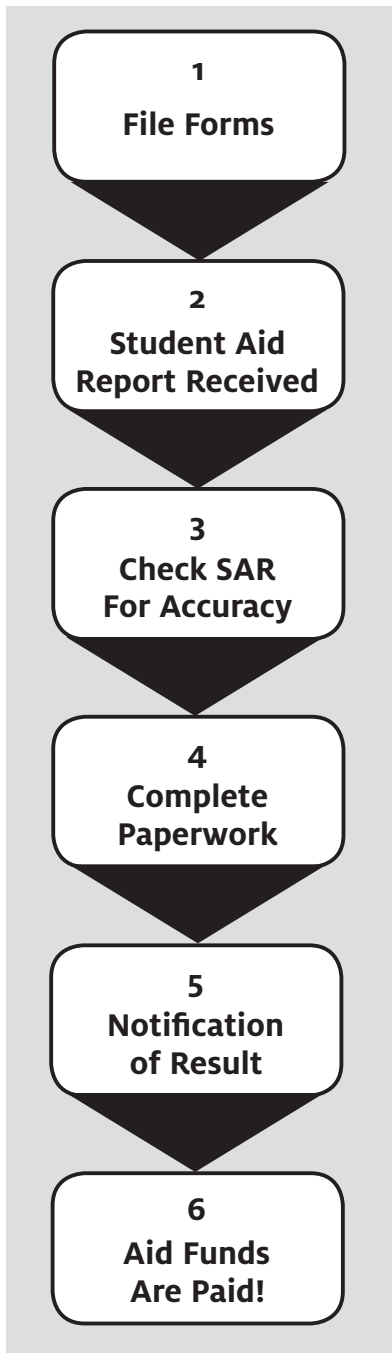 1
File Forms
2
Student Aid
Report Received
3
Check SAR
For Accuracy
4
Complete
Paperwork
5
Notification
of Result
6
Aid Funds
Are Paid!